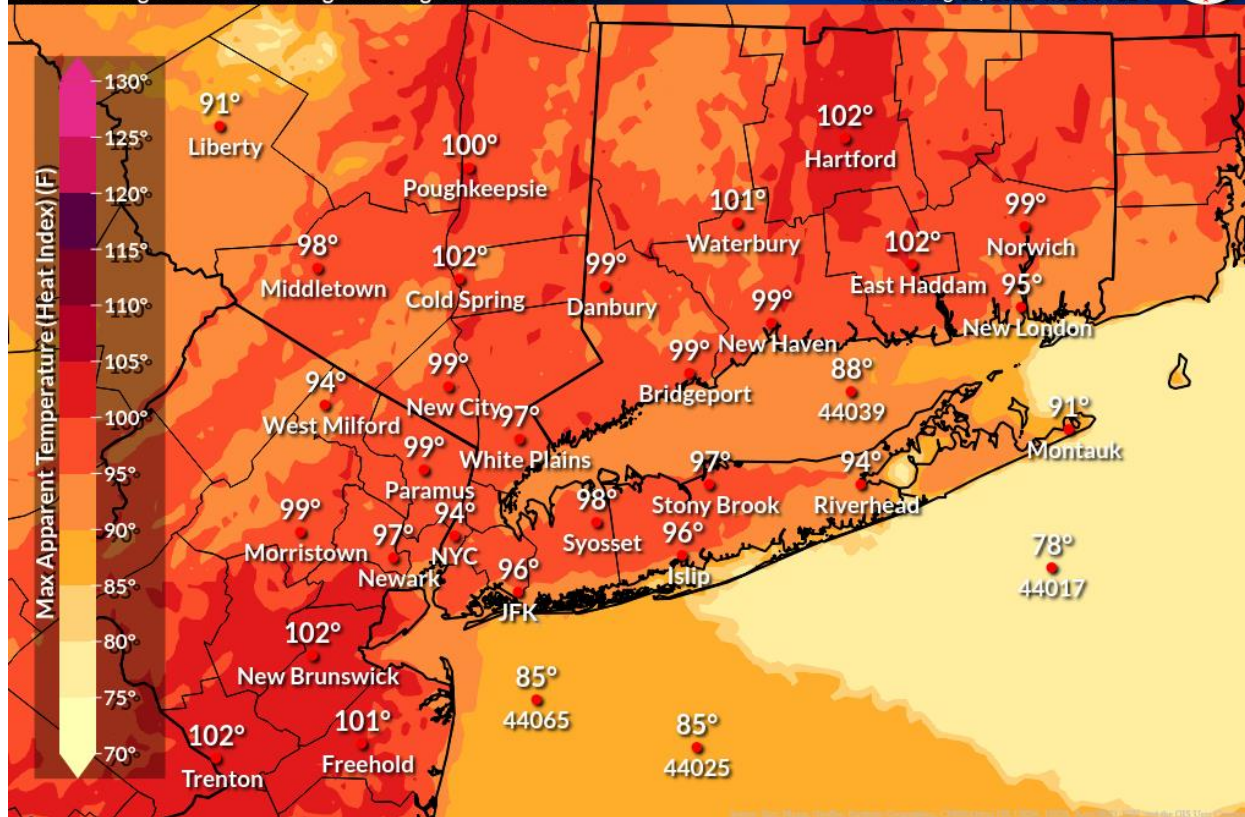 Max Apparent Temperature (Heat Index) (F)
130°
125°
120°
115°
110°
105°
100°
95°
90°
85°
80°
75°
70°
91°
Liberty
100°
Poughkeepsie
102°
Hartford
101°
Waterbury
99°
Norwich
98°
Middletown
102°
Cold Spring
99°
Danbury
102°
East Haddam
95°
New London
99°
New Haven
99°
Bridgeport
88°
44039
94°
West Milford
99°
New City
97°
White Plains
91°
Montauk
99°
Paramus
97°
Stony Brook
94°
Riverhead
99°
Morristown
97°
Newark
94°
NYC
98°
Syosset
96°
Islip
96°
JFK
78°
44017
102°
New Brunswick
85°
44065
102°
Trenton
101°
Freehold
85°
44025